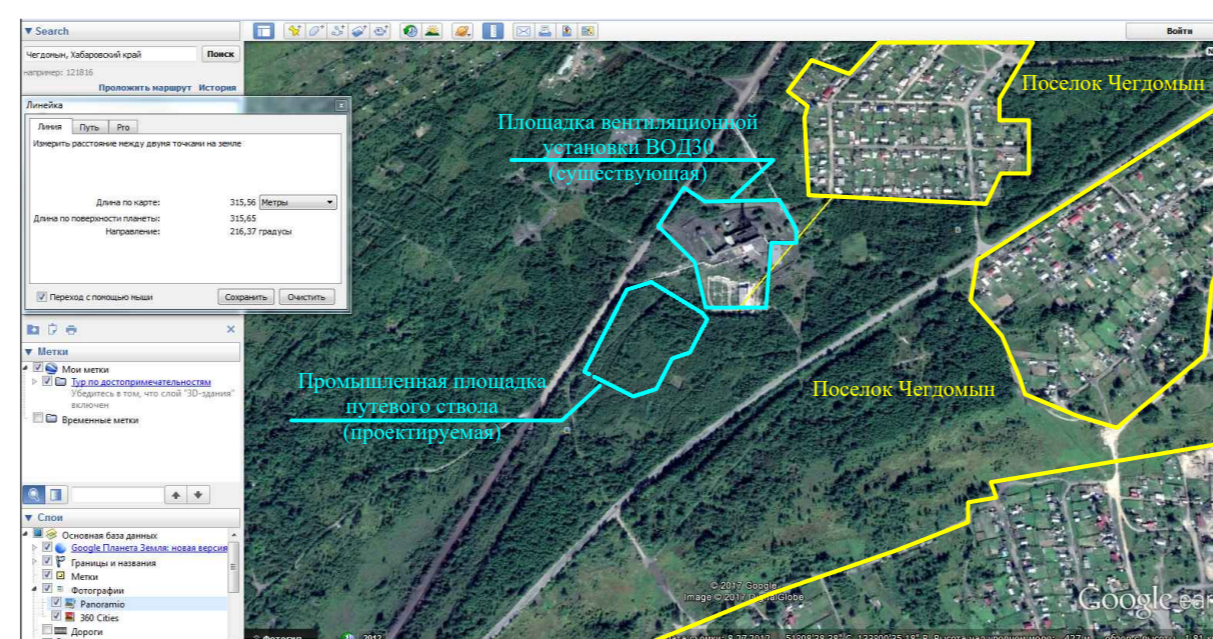 Search
Чегдомын, Хабаровский край
Поиск
например: 121816
Проложить маршрут История
Линейка
Линия Путь Pro
Измерить расстояние между двумя точками на земле
Длина по карте: 315,56 Метры
Длина по поверхности планеты: 315,65
Направление: 216,37 градусы
Переход с помощью мыши
Сохранить Очистить
Метки
Мои метки
Тур по достопримечательностям
Убедитесь в том, что слой "3D-здания"
включен
Временные метки
Слои
Основная база данных
Google Планета Земля: новая версия
Границы и названия
Метки
Фотографии
Panoramio
360 Cities
Дороги
Войти
Площадка вентиляционной
установки ВОД30
(существующая)
Поселок Чегдомын
Промышленная площадка
путевого ствола
(проектируемая)
Поселок Чегдомын
© 2017 Google
Image © 2017 DigitalGlobe
Google ear
2012